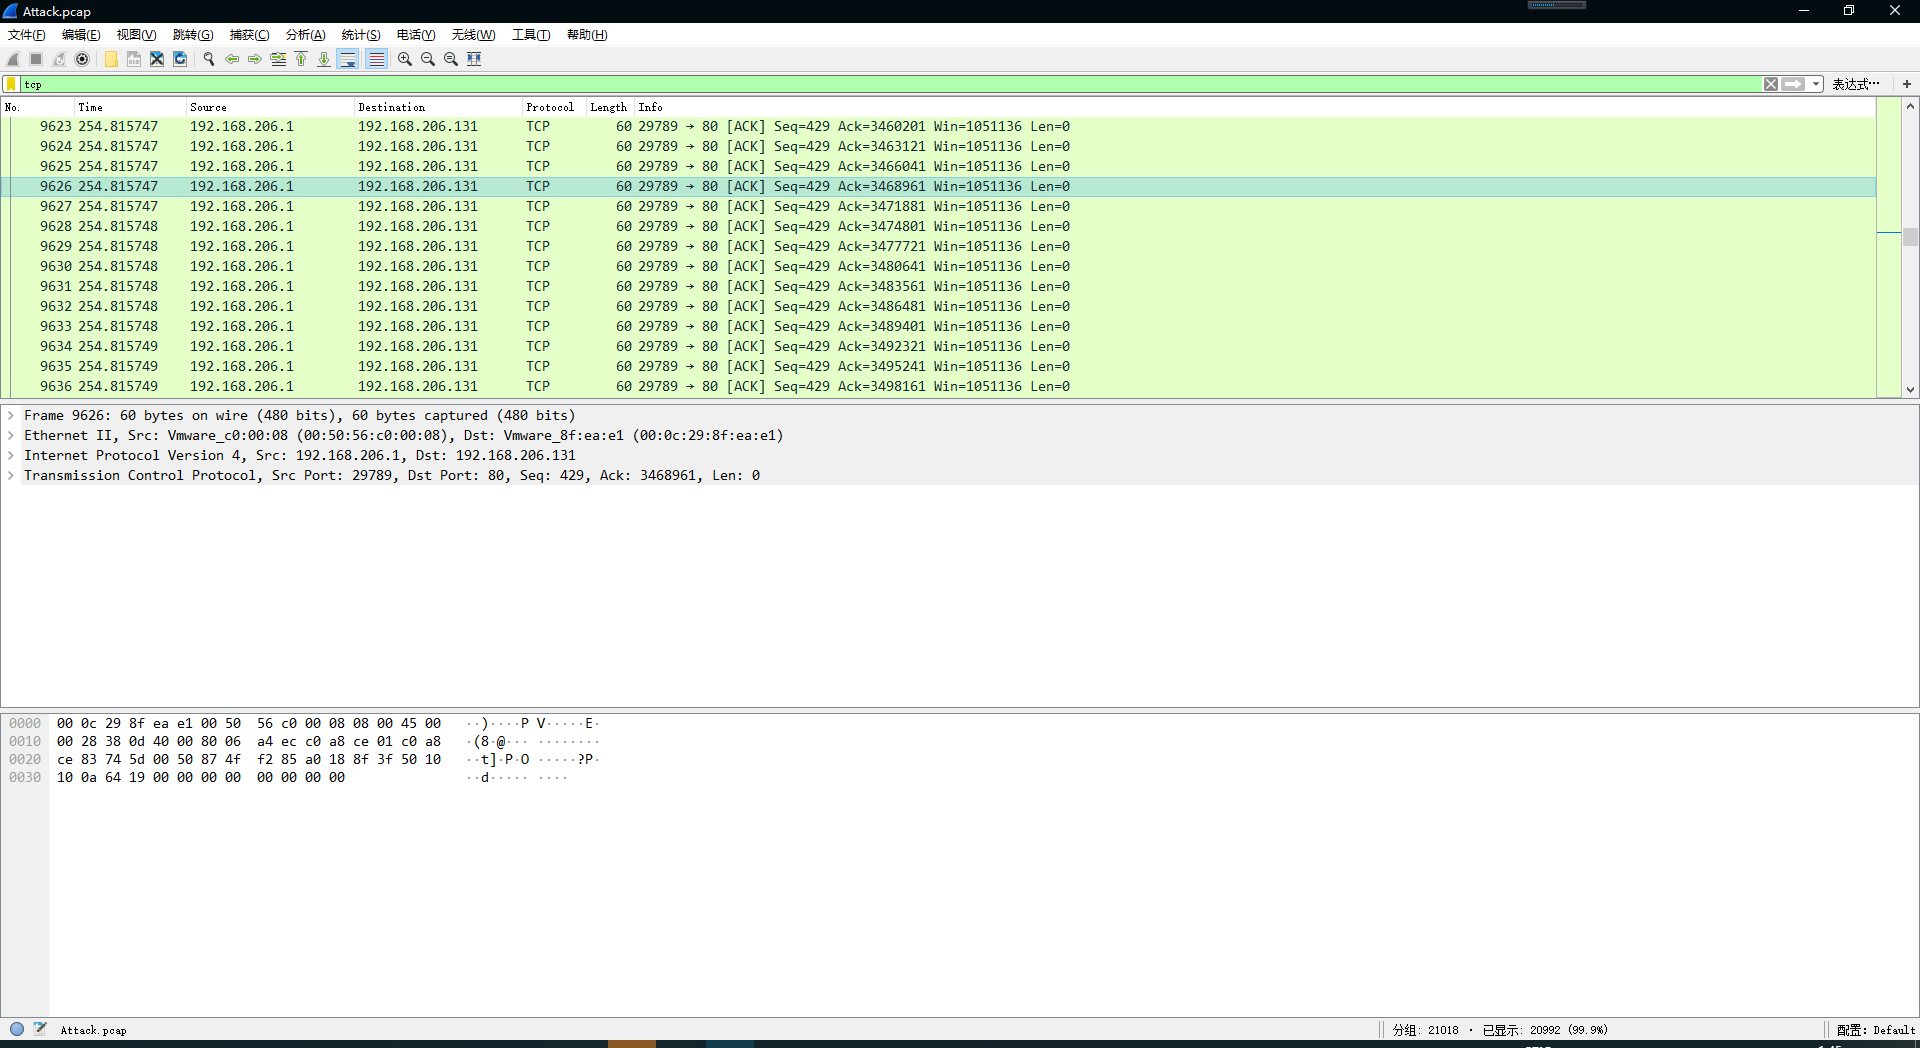 Attack.pcap
文件(F) 编辑(E) 视图(V) 跳转(G) 捕获(C) 分析(A) 统计(S) 电话(Y) 无线(W) 工具(T) 帮助(H)
tcp 表达式… +
No. Time Source Destination Protocol Length Info
9623 254.815747 192.168.206.1 192.168.206.131 TCP 60 29789 → 80 [ACK] Seq=429 Ack=3460201 Win=1051136 Len=0
9624 254.815747 192.168.206.1 192.168.206.131 TCP 60 29789 → 80 [ACK] Seq=429 Ack=3463121 Win=1051136 Len=0
9625 254.815747 192.168.206.1 192.168.206.131 TCP 60 29789 → 80 [ACK] Seq=429 Ack=3466041 Win=1051136 Len=0
9626 254.815747 192.168.206.1 192.168.206.131 TCP 60 29789 → 80 [ACK] Seq=429 Ack=3468961 Win=1051136 Len=0
9627 254.815747 192.168.206.1 192.168.206.131 TCP 60 29789 → 80 [ACK] Seq=429 Ack=3471881 Win=1051136 Len=0
9628 254.815748 192.168.206.1 192.168.206.131 TCP 60 29789 → 80 [ACK] Seq=429 Ack=3474801 Win=1051136 Len=0
9629 254.815748 192.168.206.1 192.168.206.131 TCP 60 29789 → 80 [ACK] Seq=429 Ack=3477721 Win=1051136 Len=0
9630 254.815748 192.168.206.1 192.168.206.131 TCP 60 29789 → 80 [ACK] Seq=429 Ack=3480641 Win=1051136 Len=0
9631 254.815748 192.168.206.1 192.168.206.131 TCP 60 29789 → 80 [ACK] Seq=429 Ack=3483561 Win=1051136 Len=0
9632 254.815748 192.168.206.1 192.168.206.131 TCP 60 29789 → 80 [ACK] Seq=429 Ack=3486481 Win=1051136 Len=0
9633 254.815748 192.168.206.1 192.168.206.131 TCP 60 29789 → 80 [ACK] Seq=429 Ack=3489401 Win=1051136 Len=0
9634 254.815749 192.168.206.1 192.168.206.131 TCP 60 29789 → 80 [ACK] Seq=429 Ack=3492321 Win=1051136 Len=0
9635 254.815749 192.168.206.1 192.168.206.131 TCP 60 29789 → 80 [ACK] Seq=429 Ack=3495241 Win=1051136 Len=0
9636 254.815749 192.168.206.1 192.168.206.131 TCP 60 29789 → 80 [ACK] Seq=429 Ack=3498161 Win=1051136 Len=0
Frame 9626: 60 bytes on wire (480 bits), 60 bytes captured (480 bits)
Ethernet II, Src: Vmware_c0:00:08 (00:50:56:c0:00:08), Dst: Vmware_8f:ea:e1 (00:0c:29:8f:ea:e1)
Internet Protocol Version 4, Src: 192.168.206.1, Dst: 192.168.206.131
Transmission Control Protocol, Src Port: 29789, Dst Port: 80, Seq: 429, Ack: 3468961, Len: 0
0000 00 0c 29 8f ea e1 00 50 56 c0 00 08 08 00 45 00 ··)····P V·····E·
0010 00 28 38 0d 40 00 80 06 a4 ec c0 a8 ce 01 c0 a8 ·(8·@··· ········
0020 ce 83 74 5d 00 50 87 4f f2 85 a0 18 8f 3f 50 10 ··t]·P·O ·····?P·
0030 10 0a 64 19 00 00 00 00 00 00 00 00 ··d····· ····
Attack.pcap 分组: 21018 · 已显示: 20992 (99.9%) 配置: Default